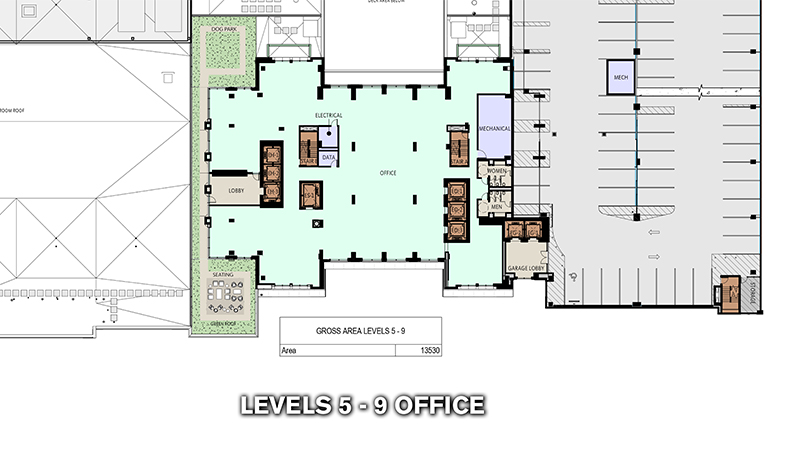 DECK AREA BELOW
DOG PARK
MECH
ROOM ROOF
ELECTRICAL
MECHANICAL
DATA
STAIR A
OFFICE
WOMEN
LOBBY
MEN
GARAGE LOBBY
SEATING
STORAGE
GREEN ROOF
GROSS AREA LEVELS 5 - 9
Area 13530
LEVELS 5 - 9 OFFICE